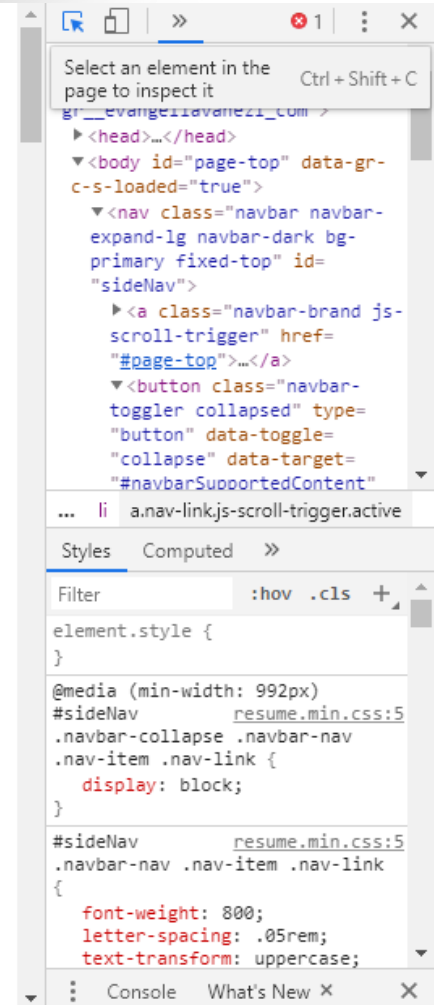 » 1 ⋮ ×
Select an element in the
page to inspect it Ctrl + Shift + C
gr__evangeliavanezi_com">
▶<head>…</head>
▼<body id="page-top" data-gr-
c-s-loaded="true">
▼<nav class="navbar navbar-
expand-lg navbar-dark bg-
primary fixed-top" id=
"sideNav">
▶<a class="navbar-brand js-
scroll-trigger" href=
"#page-top">…</a>
▼<button class="navbar-
toggler collapsed" type=
"button" data-toggle=
"collapse" data-target=
"#navbarSupportedContent"
... li a.nav-link.js-scroll-trigger.active
Styles Computed »
Filter :hov .cls +
element.style {
}
@media (min-width: 992px)
#sideNav resume.min.css:5
.navbar-collapse .navbar-nav
.nav-item .nav-link {
display: block;
}
#sideNav resume.min.css:5
.navbar-nav .nav-item .nav-link
{
font-weight: 800;
letter-spacing: .05rem;
text-transform: uppercase;
⋮ Console What's New × ×